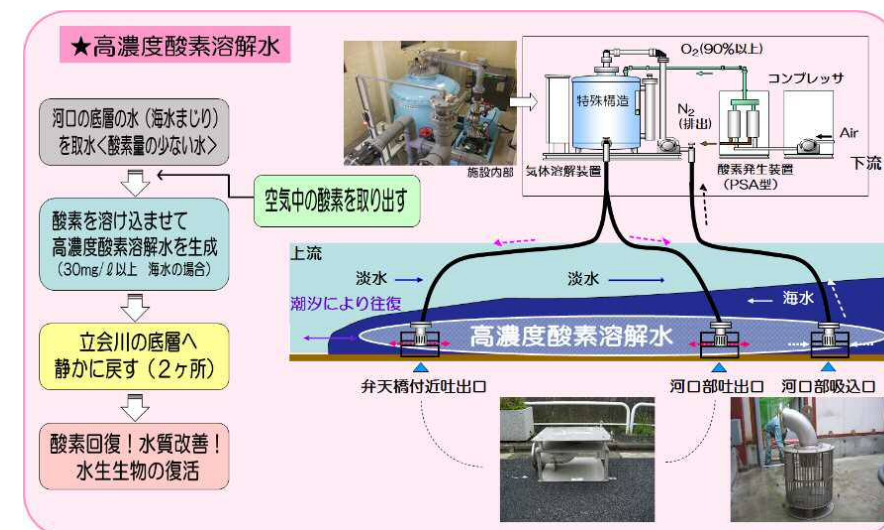 ★高濃度酸素溶解水
河口の底層の水（海水まじり）
を取水＜酸素量の少ない水＞
空気中の酸素を取り出す
酸素を溶け込ませて
高濃度酸素溶解水を生成
（30mg/ℓ以上　海水の場合）
立会川の底層へ
静かに戻す（2ヶ所）
酸素回復！水質改善！
水生生物の復活
施設内部
O₂(90%以上)
コンプレッサ
特殊構造
N₂
(排出)
Air
気体溶解装置
酸素発生装置
(PSA型)
下流
上流
淡水
淡水
潮汐により往復
海水
高濃度酸素溶解水
弁天橋付近吐出口
河口部吐出口
河口部吸込口